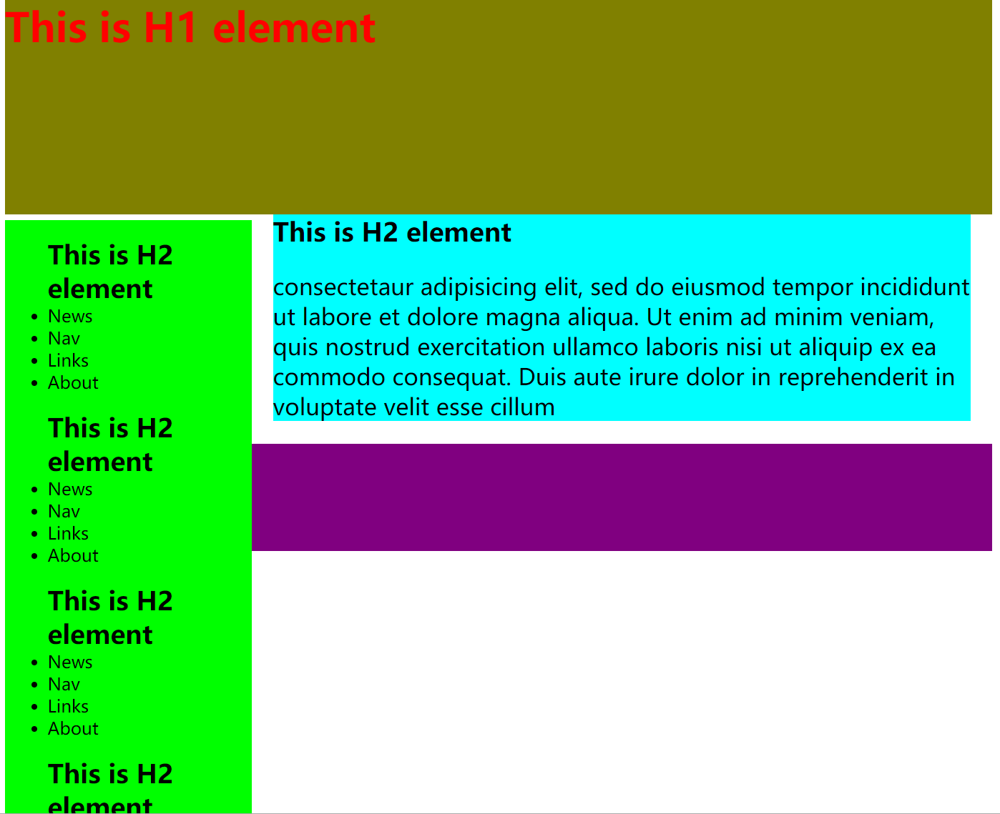 This is H1 element
This is H2
element
News
Nav
Links
About
This is H2
element
News
Nav
Links
About
This is H2
element
News
Nav
Links
About
This is H2
element
This is H2 element
consectetaur adipisicing elit, sed do eiusmod tempor incididunt
ut labore et dolore magna aliqua. Ut enim ad minim veniam,
quis nostrud exercitation ullamco laboris nisi ut aliquip ex ea
commodo consequat. Duis aute irure dolor in reprehenderit in
voluptate velit esse cillum